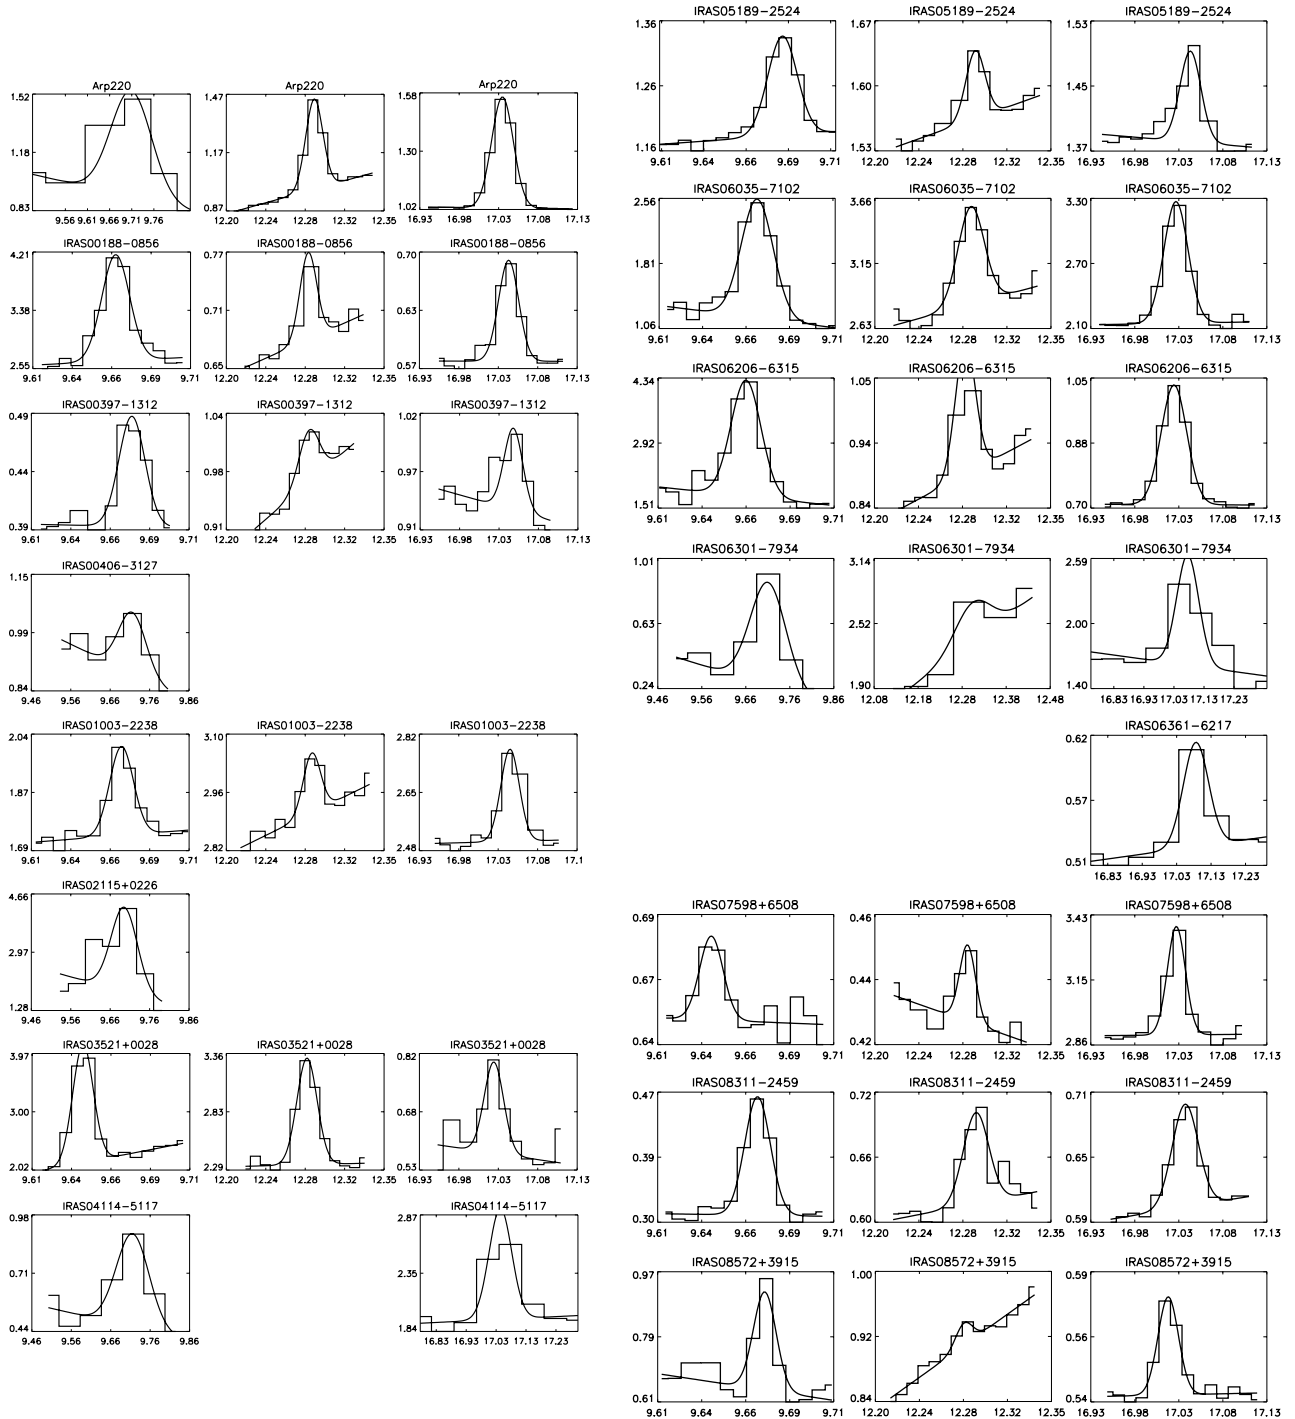 Arp220 Arp220 Arp220
1.52 1.18 0.83
9.56 9.61 9.66 9.71 9.76
1.47 1.17 0.87
12.20 12.24 12.28 12.32 12.35
1.58 1.30 1.02
16.93 16.98 17.03 17.08 17.13
IRAS00188-0856 IRAS00188-0856 IRAS00188-0856
4.21 3.38 2.55
9.61 9.64 9.66 9.69 9.71
0.77 0.71 0.65
12.20 12.24 12.28 12.32 12.35
0.70 0.63 0.57
16.93 16.98 17.03 17.08 17.13
IRAS00397-1312 IRAS00397-1312 IRAS00397-1312
0.49 0.44 0.39
9.61 9.64 9.66 9.69 9.71
1.04 0.98 0.91
12.20 12.24 12.28 12.32 12.35
1.02 0.97 0.91
16.93 16.98 17.03 17.08 17.13
IRAS00406-3127
1.15 0.99 0.84
9.46 9.56 9.66 9.76 9.86
IRAS01003-2238 IRAS01003-2238 IRAS01003-2238
2.04 1.87 1.69
9.61 9.64 9.66 9.69 9.71
3.10 2.96 2.82
12.20 12.24 12.28 12.32 12.35
2.82 2.65 2.48
16.93 16.98 17.03 17.08 17.1
IRAS02115+0226
4.66 2.97 1.28
9.46 9.56 9.66 9.76 9.86
IRAS03521+0028 IRAS03521+0028 IRAS03521+0028
3.97 3.00 2.02
9.61 9.64 9.66 9.69 9.71
3.36 2.83 2.29
12.20 12.24 12.28 12.32 12.35
0.82 0.68 0.53
16.93 16.98 17.03 17.08 17.13
IRAS04114-5117 IRAS04114-5117
0.98 0.71 0.44
9.46 9.56 9.66 9.76 9.86
2.87 2.35 1.84
16.83 16.93 17.03 17.13 17.23
IRAS05189-2524 IRAS05189-2524 IRAS05189-2524
1.36 1.26 1.16
9.61 9.64 9.66 9.69 9.71
1.67 1.60 1.53
12.20 12.24 12.28 12.32 12.35
1.53 1.45 1.37
16.93 16.98 17.03 17.08 17.13
IRAS06035-7102 IRAS06035-7102 IRAS06035-7102
2.56 1.81 1.06
9.61 9.64 9.66 9.69 9.71
3.66 3.15 2.63
12.20 12.24 12.28 12.32 12.35
3.30 2.70 2.10
16.93 16.98 17.03 17.08 17.13
IRAS06206-6315 IRAS06206-6315 IRAS06206-6315
4.34 2.92 1.51
9.61 9.64 9.66 9.69 9.71
1.05 0.94 0.84
12.20 12.24 12.28 12.32 12.35
1.05 0.88 0.70
16.93 16.98 17.03 17.08 17.13
IRAS06301-7934 IRAS06301-7934 IRAS06301-7934
1.01 0.63 0.24
9.46 9.56 9.66 9.76 9.86
3.14 2.52 1.90
12.08 12.18 12.28 12.38 12.48
2.59 2.00 1.40
16.83 16.93 17.03 17.13 17.23
IRAS06361-6217
0.62 0.57 0.51
16.83 16.93 17.03 17.13 17.23
IRAS07598+6508 IRAS07598+6508 IRAS07598+6508
0.69 0.67 0.64
9.61 9.64 9.66 9.69 9.71
0.46 0.44 0.42
12.20 12.24 12.28 12.32 12.35
3.43 3.15 2.86
16.93 16.98 17.03 17.08 17.13
IRAS08311-2459 IRAS08311-2459 IRAS08311-2459
0.47 0.39 0.30
9.61 9.64 9.66 9.69 9.71
0.72 0.66 0.60
12.20 12.24 12.28 12.32 12.35
0.71 0.65 0.59
16.93 16.98 17.03 17.08 17.13
IRAS08572+3915 IRAS08572+3915 IRAS08572+3915
0.97 0.79 0.61
9.61 9.64 9.66 9.69 9.71
1.00 0.92 0.84
12.20 12.24 12.28 12.32 12.35
0.59 0.56 0.54
16.93 16.98 17.03 17.08 17.13